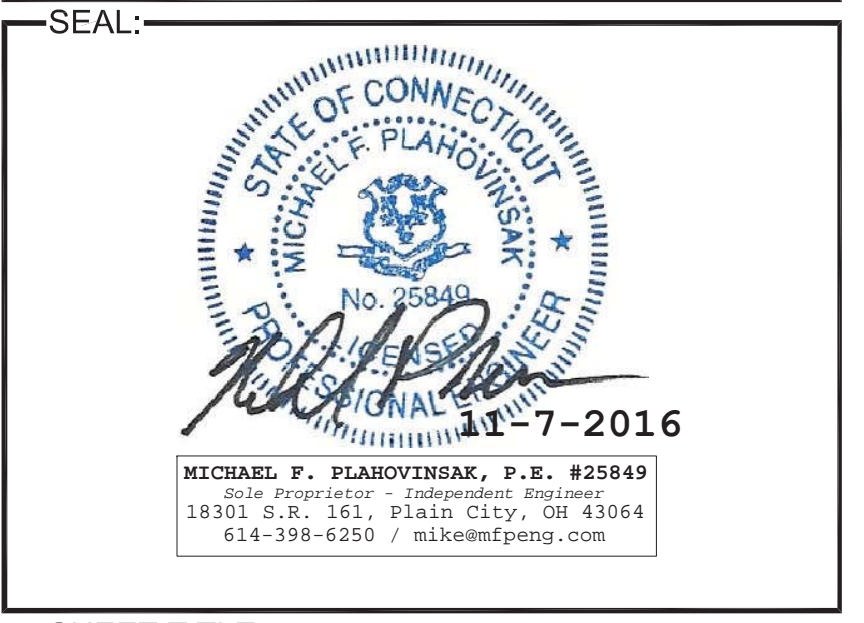 SEAL:
STATE OF CONNECTICUT
MICHAEL F. PLAHOVINSAK
No. 25849
LICENSED
PROFESSIONAL ENGINEER
11-7-2016
MICHAEL F. PLAHOVINSAK, P.E. #25849
Sole Proprietor - Independent Engineer
18301 S.R. 161, Plain City, OH 43064
614-398-6250 / mike@mfpeng.com